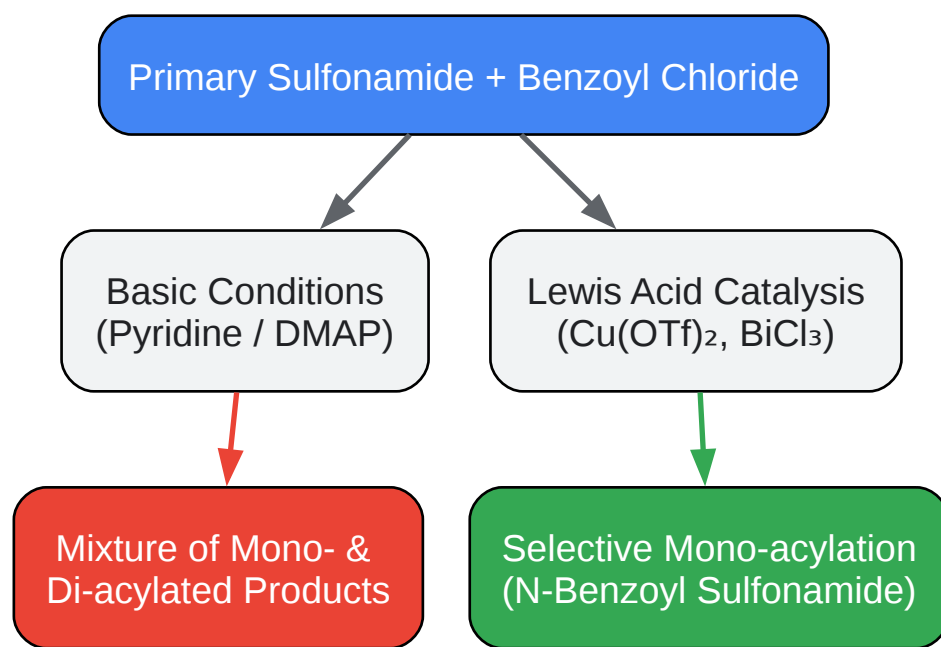 Primary Sulfonamide + Benzoyl Chloride
Basic Conditions
(Pyridine / DMAP)
Lewis Acid Catalysis
(Cu(OTf)₂, BiCl₃)
Mixture of Mono- &
Di-acylated Products
Selective Mono-acylation
(N-Benzoyl Sulfonamide)